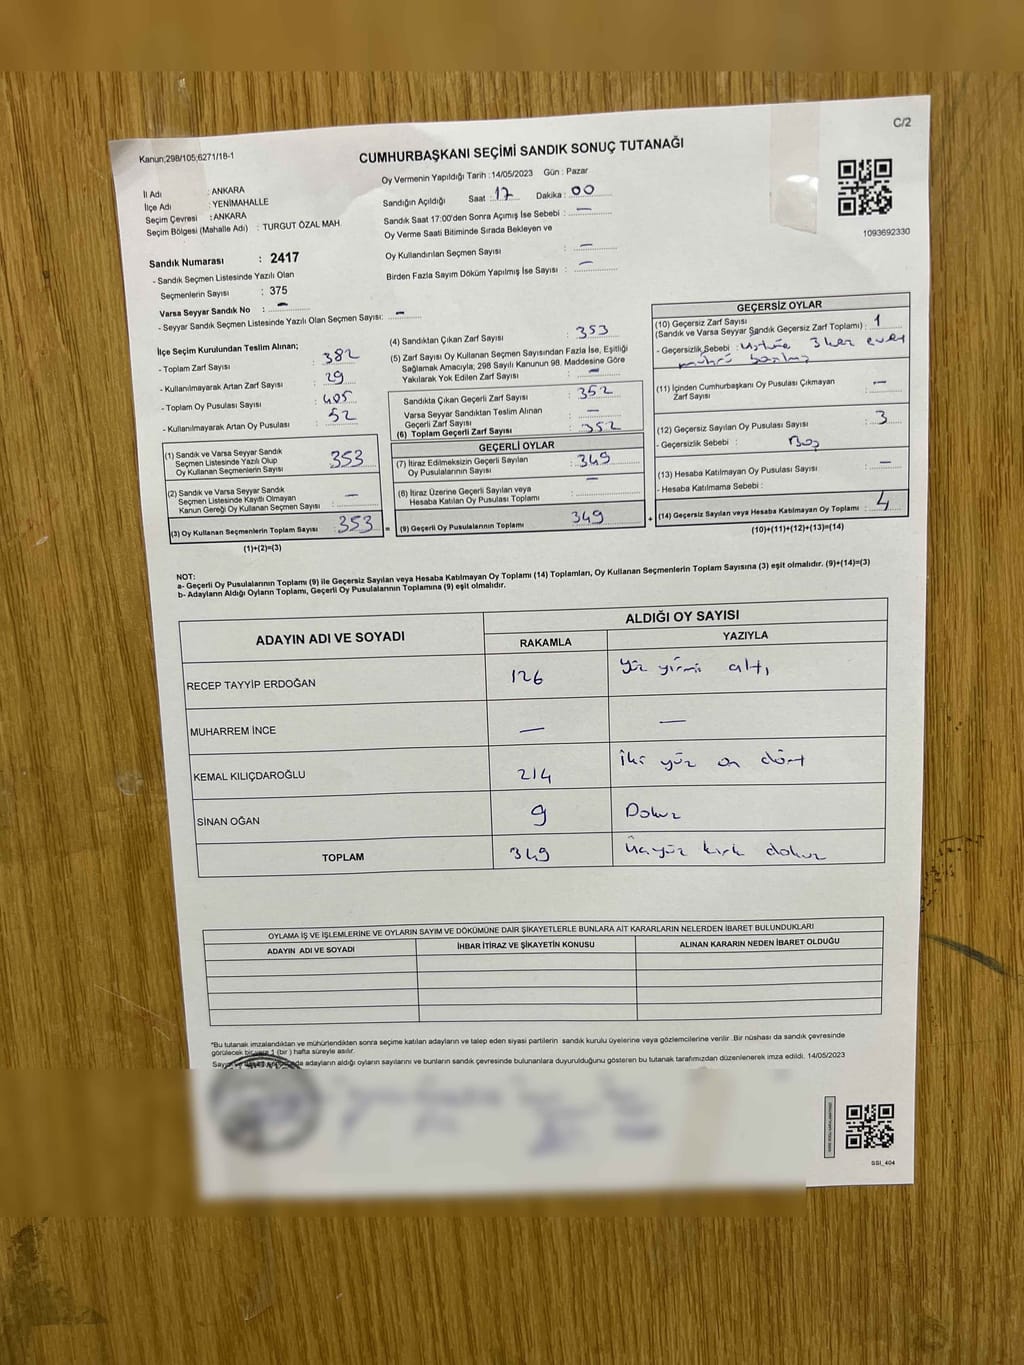 C/2
Kanun;298/105;6271/18-1
CUMHURBAŞKANI SEÇİMİ SANDIK SONUÇ TUTANAĞI
İl Adı : ANKARA
İlçe Adı : YENİMAHALLE
Seçim Çevresi : ANKARA
Seçim Bölgesi (Mahalle Adı) : TURGUT ÖZAL MAH.
Oy Vermenin Yapıldığı Tarih :14/05/2023 Gün : Pazar
Sandığın Açıldığı Saat : 17 Dakika : 00
Sandık Saat 17:00'den Sonra Açımış İse Sebebi : —
Oy Verme Saati Bitiminde Sırada Bekleyen ve
Oy Kullandırılan Seçmen Sayısı : —
Birden Fazla Sayım Döküm Yapılmış İse Sayısı : —
1093692330
Sandık Numarası : 2417
- Sandık Seçmen Listesinde Yazılı Olan
Seçmenlerin Sayısı : 375
Varsa Seyyar Sandık No : —
- Seyyar Sandık Seçmen Listesinde Yazılı Olan Seçmen Sayısı: —
İlçe Seçim Kurulundan Teslim Alınan;
- Toplam Zarf Sayısı : 382
- Kullanılmayarak Artan Zarf Sayısı : 29
- Toplam Oy Pusulası Sayısı : 405
- Kullanılmayarak Artan Oy Pusulası : 52
(1) Sandık ve Varsa Seyyar Sandık
Seçmen Listesinde Yazılı Olup
Oy Kullanan Seçmenlerin Sayısı : 353
(2) Sandık ve Varsa Seyyar Sandık
Seçmen Listesinde Kayıtlı Olmayan
Kanun Gereği Oy Kullanan Seçmen Sayısı : —
(3) Oy Kullanan Seçmenlerin Toplam Sayısı : 353 =
(1)+(2)=(3)
(4) Sandıktan Çıkan Zarf Sayısı : 353
(5) Zarf Sayısı Oy Kullanan Seçmen Sayısından Fazla İse, Eşitliği
Sağlamak Amacıyla; 298 Sayılı Kanunun 98. Maddesine Göre
Yakılarak Yok Edilen Zarf Sayısı : —
Sandıkta Çıkan Geçerli Zarf Sayısı : 352
Varsa Seyyar Sandıktan Teslim Alınan
Geçerli Zarf Sayısı : —
(6) Toplam Geçerli Zarf Sayısı : 352
GEÇERLİ OYLAR
(7) İtiraz Edilmeksizin Geçerli Sayılan
Oy Pusulalarının Sayısı : 349
(8) İtiraz Üzerine Geçerli Sayılan veya
Hesaba Katılan Oy Pusulası Toplamı : —
(9) Geçerli Oy Pusulalarının Toplamı : 349 +
GEÇERSİZ OYLAR
(10) Geçersiz Zarf Sayısı
(Sandık ve Varsa Seyyar Sandık Geçersiz Zarf Toplamı) : 1
- Geçersizlik Sebebi : Üstüne 3 kez evet
mührü basılmış
(11) İçinden Cumhurbaşkanı Oy Pusulası Çıkmayan
Zarf Sayısı : —
(12) Geçersiz Sayılan Oy Pusulası Sayısı : 3
- Geçersizlik Sebebi : Boş
(13) Hesaba Katılmayan Oy Pusulası Sayısı : —
- Hesaba Katılmama Sebebi :
(14) Geçersiz Sayılan veya Hesaba Katılmayan Oy Toplamı : 4
(10)+(11)+(12)+(13)=(14)
NOT:
a- Geçerli Oy Pusulalarının Toplamı (9) ile Geçersiz Sayılan veya Hesaba Katılmayan Oy Toplamı (14) Toplamları, Oy Kullanan Seçmenlerin Toplam Sayısına (3) eşit olmalıdır. (9)+(14)=(3)
b- Adayların Aldığı Oyların Toplamı, Geçerli Oy Pusulalarının Toplamına (9) eşit olmalıdır.
ADAYIN ADI VE SOYADI ALDIĞI OY SAYISI
RAKAMLA YAZIYLA
RECEP TAYYİP ERDOĞAN 126 yüz yirmi altı
MUHARREM İNCE — —
KEMAL KILIÇDAROĞLU 214 İki yüz on dört
SİNAN OĞAN 9 Dokuz
TOPLAM 349 Üçyüz kırk dokuz
OYLAMA İŞ VE İŞLEMLERİNE VE OYLARIN SAYIM VE DÖKÜMÜNE DAİR ŞİKAYETLERLE BUNLARA AİT KARARLARIN NELERDEN İBARET BULUNDUKLARI
ADAYIN ADI VE SOYADI İHBAR İTİRAZ VE ŞİKAYETİN KONUSU ALINAN KARARIN NEDEN İBARET OLDUĞU
*Bu tutanak imzalandıktan ve mühürlendikten sonra seçime katılan adayların ve talep eden siyasi partilerin sandık kurulu üyelerine veya gözlemcilerine verilir .Bir nüshası da sandık çevresinde
görülecek bir yere 1 (bir) hafta süreyle asılır.
adayların aldığı oyların sayılarını ve bunların sandık çevresinde bulunanlara duyurulduğunu gösteren bu tutanak tarafımızdan düzenlenerek imza edildi. 14/05/2023
SSI_404